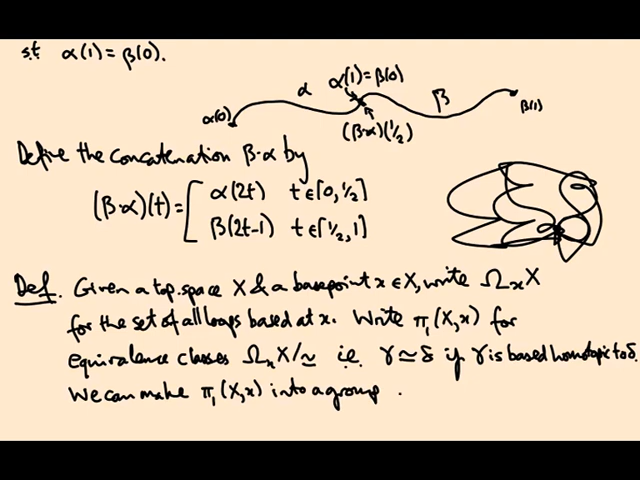 s.t. α(1) = β(0).
α
α(1) = β(0)
α(0)
β
β(1)
(β·α)(1/2)
Define the concatenation β·α by
(β·α)(t) = [ α(2t) t ∈ [0, 1/2]
β(2t-1) t ∈ [1/2, 1]
Def. Given a top. space X & a basepoint x ∈ X, write Ω_x X
for the set of all loops based at x. Write π₁(X,x) for
equivalence classes Ω_x X/≃ i.e. γ ≃ δ if γ is based homotopic to δ.
We can make π₁(X,x) into a group.